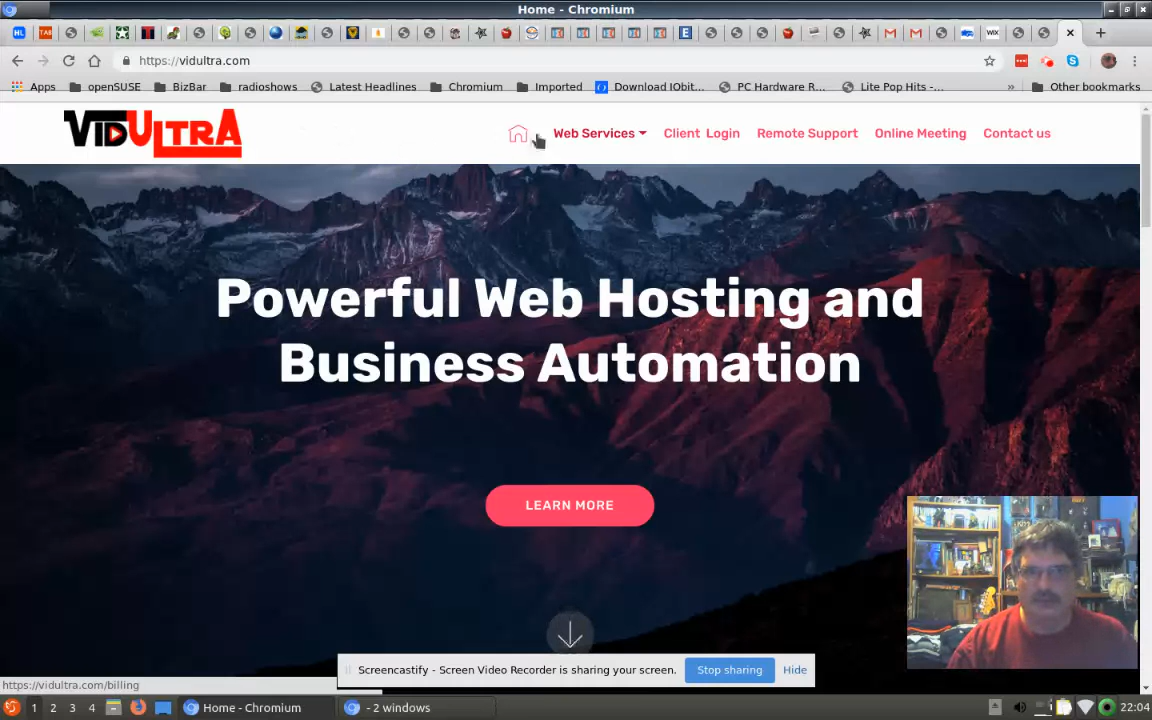 Home - Chromium
https://vidultra.com
Apps openSUSE BizBar radioshows Latest Headlines Chromium Imported Download IObit... PC Hardware R... Lite Pop Hits -... » Other bookmarks
VIDULTRA
Web Services Client Login Remote Support Online Meeting Contact us
Powerful Web Hosting and
Business Automation
LEARN MORE
Screencastify - Screen Video Recorder is sharing your screen. Stop sharing Hide
https://vidultra.com/billing
1 2 3 4 Home - Chromium - 2 windows 22:04